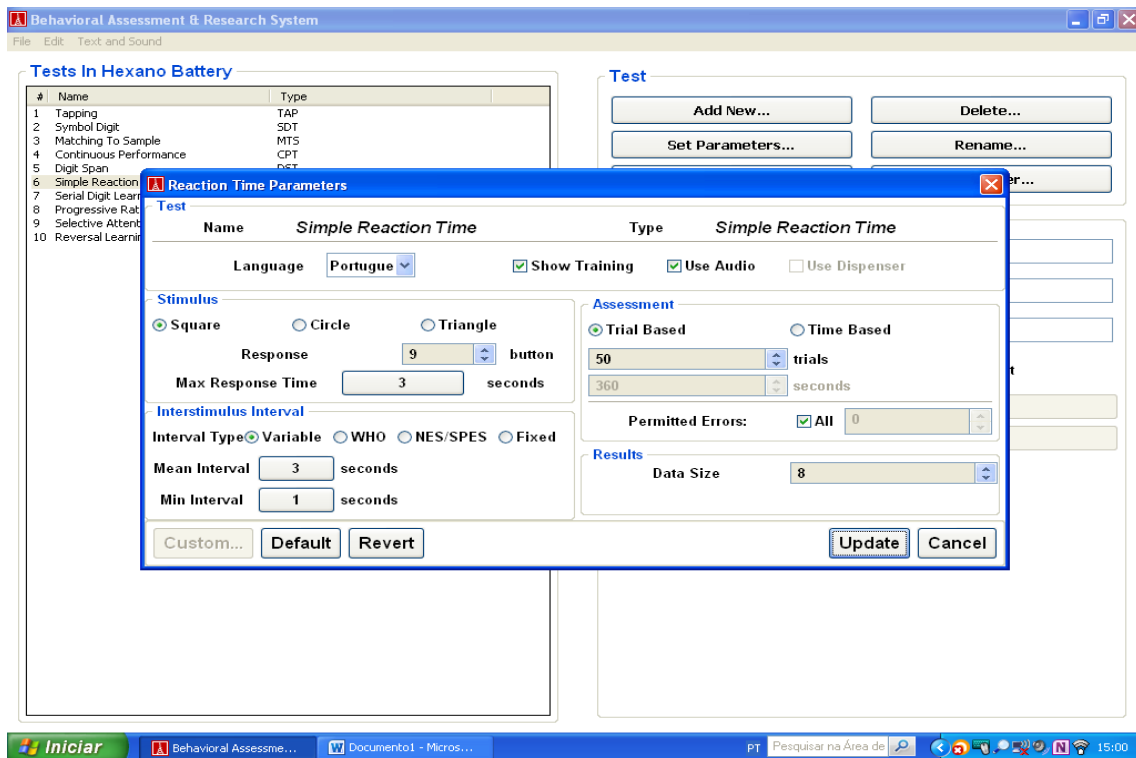 Behavioral Assessment & Research System
File Edit Text and Sound
Tests In Hexano Battery
# Name Type
1 Tapping TAP
2 Symbol Digit SDT
3 Matching To Sample MTS
4 Continuous Performance CPT
5 Digit Span DST
6 Simple Reaction
7 Serial Digit Lear
8 Progressive Rat
9 Selective Attent
10 Reversal Learnin
Test
Add New... Delete...
Set Parameters... Rename...
er...
t
Reaction Time Parameters
Test
Name Simple Reaction Time Type Simple Reaction Time
Language Portugue Show Training Use Audio Use Dispenser
Stimulus
Square Circle Triangle
Response 9 button
Max Response Time 3 seconds
Interstimulus Interval
Interval Type Variable WHO NES/SPES Fixed
Mean Interval 3 seconds
Min Interval 1 seconds
Assessment
Trial Based Time Based
50 trials
360 seconds
Permitted Errors: All 0
Results
Data Size 8
Custom... Default Revert Update Cancel
Iniciar Behavioral Assessme... Documento1 - Micros... PT Pesquisar na Área de 15:00